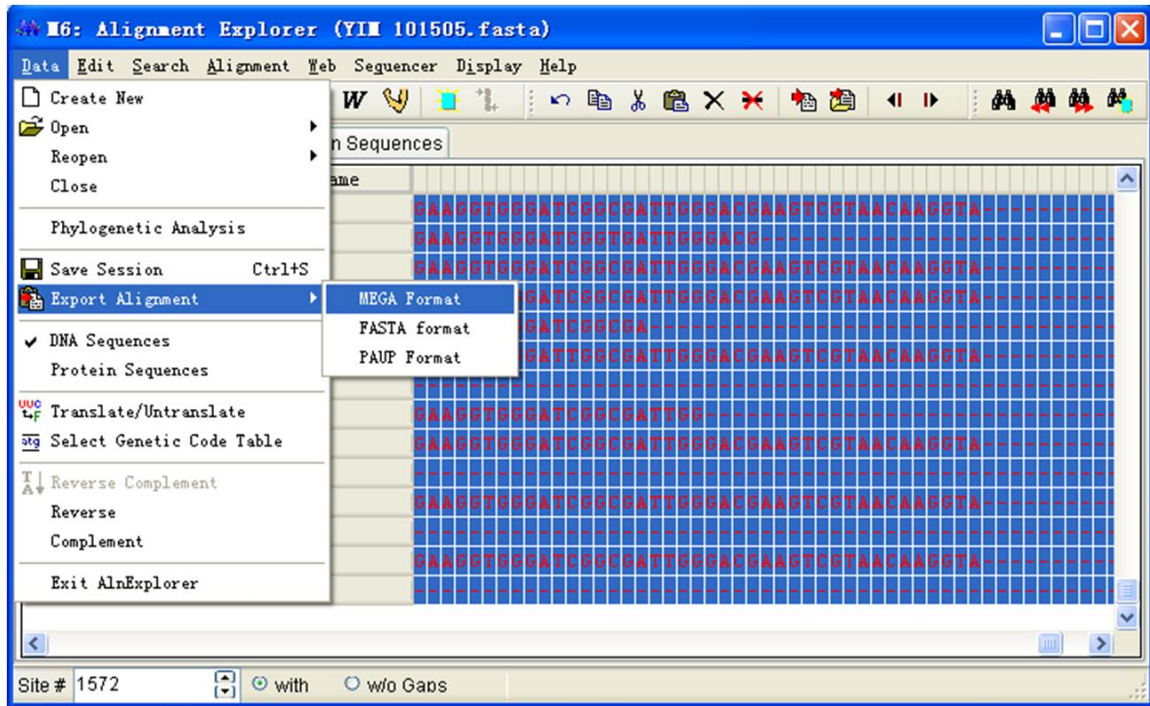 M6: Alignment Explorer (YIM 101505.fasta)
Data Edit Search Alignment Web Sequencer Display Help
Create New
W
Open
n Sequences
Reopen
ame
Close
GAAGGTGGGATCGGCGATTGGGACGAAGTCGTAACAAGGTA----------
Phylogenetic Analysis
GAAGGTGGGATCGGTGATTGGGACG--------------------------
Save Session Ctrl+S
GAAGGTGGGATCGGCGATTGGGACGAAGTCGTAACAAGGTA----------
Export Alignment
MEGA Format
GATCGGCGATTGGGACGAAGTCGTAACAAGGTA----------
FASTA format
GATCGGCGA----------------------------------
DNA Sequences
PAUP Format
GATTGGCGATTGGGACGAAGTCGTAACAAGGTA----------
Protein Sequences
UUC
Translate/Untranslate
GAAGGTGGGATCGGCGATTGG------------------------------
atg
Select Genetic Code Table
GAAGGTGGGATCGGCGATTGGGACGAAGTCGTAACAAGGTA----------
Reverse Complement
Reverse
GAAGGTGGGATCGGCGATTGGGACGAAGTCGTAACAAGGTA----------
Complement
GAAGGTGGGATCGGCGATTGGGACGAAGTCGTAACAAGGTA----------
Exit AlnExplorer
Site # 1572 with w/o Gaps